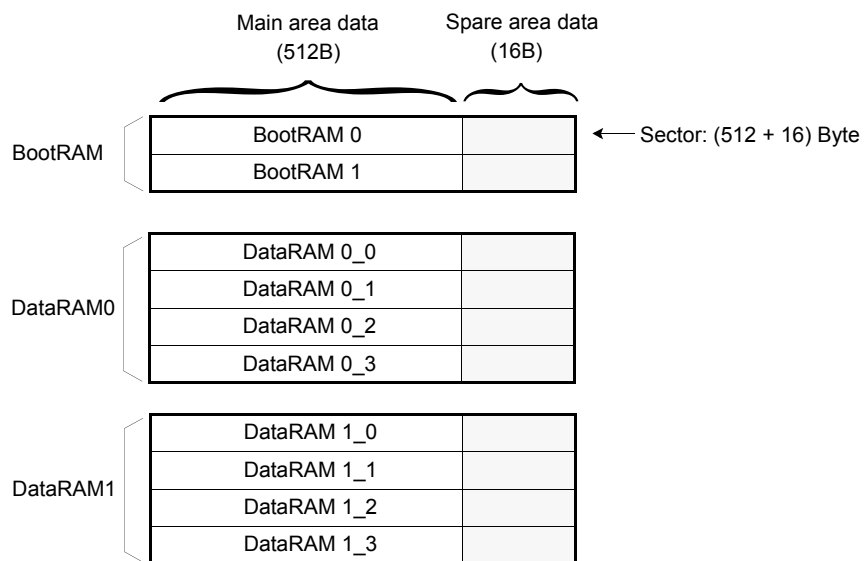 Main area data
(512B)
Spare area data
(16B)
BootRAM
BootRAM 0
BootRAM 1
Sector: (512 + 16) Byte
DataRAM0
DataRAM 0_0
DataRAM 0_1
DataRAM 0_2
DataRAM 0_3
DataRAM1
DataRAM 1_0
DataRAM 1_1
DataRAM 1_2
DataRAM 1_3